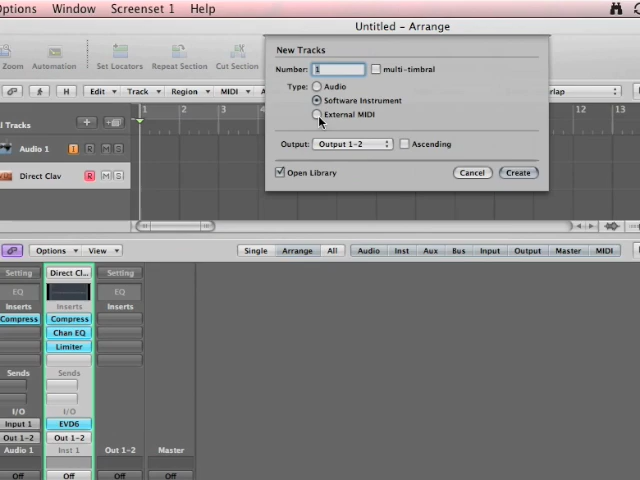 Options Window Screenset 1 Help
Untitled – Arrange
Zoom Automation Set Locators Repeat Section Cut Section
New Tracks
Number: 1 multi-timbral
Type: Audio
Software Instrument
External MIDI
Output: Output 1-2 Ascending
Open Library Cancel Create
H Edit Track Region MIDI
1 2 3 4 13
Tracks
Audio 1 I R M S
Direct Clav R M S
Options View Single Arrange All Audio Inst Aux Bus Input Output Master MIDI
Setting Direct Cl... Setting
EQ EQ
Inserts Inserts Inserts
Compress Compress
Chan EQ
Limiter
Sends Sends
I/O I/O
Input 1 EVD6
Out 1-2 Out 1-2
Audio 1 Inst 1 Out 1-2 Master
Off Off Off Off